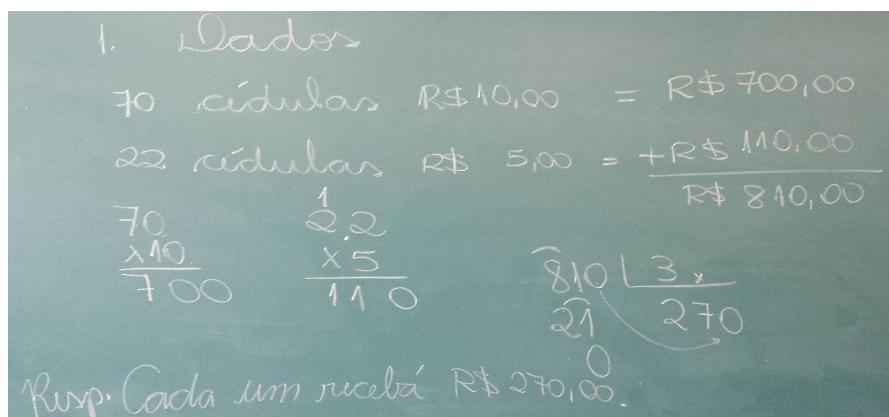 1. Dados
70 cédulas R$ 10,00 = R$ 700,00
22 cédulas R$ 5,00 = +R$ 110,00
R$ 810,00
70
x10
700
1
22
x5
110
810 3 x
21 270
0
Resp. Cada um recebá R$ 270,00.